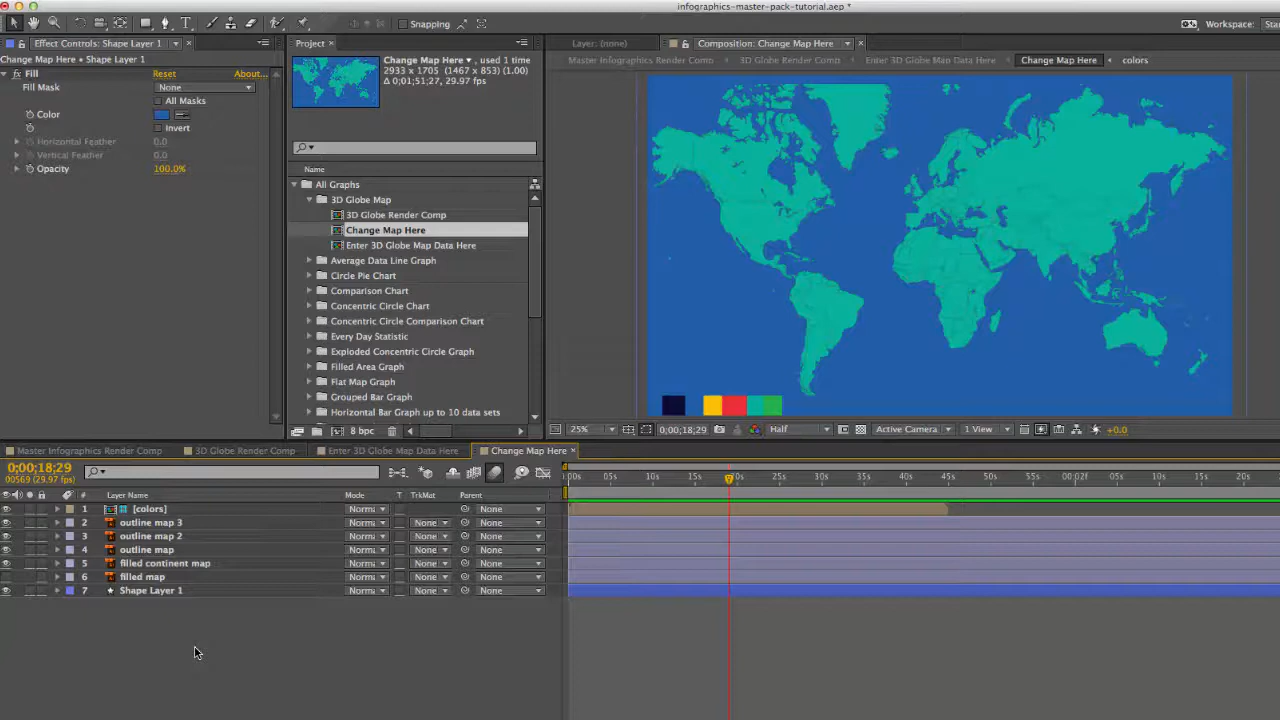 infographics-master-pack-tutorial.aep *
Snapping
Workspace:
Effect Controls: Shape Layer 1
Project
Layer: (none)
Composition: Change Map Here
Change Map Here • Shape Layer 1
Master Infographics Render Comp
3D Globe Render Comp
Enter 3D Globe Map Data Here
Change Map Here
colors
Fill
Reset
About...
Fill Mask
None
All Masks
Color
Invert
Horizontal Feather
0.0
Vertical Feather
0.0
Opacity
100.0%
Change Map Here ▾, used 1 time
2933 x 1705 (1467 x 853) (1.00)
Δ 0;01;51;27, 29.97 fps
Name
All Graphs
3D Globe Map
3D Globe Render Comp
Change Map Here
Enter 3D Globe Map Data Here
Average Data Line Graph
Circle Pie Chart
Comparison Chart
Concentric Circle Chart
Concentric Circle Comparison Chart
Every Day Statistic
Exploded Concentric Circle Graph
Filled Area Graph
Flat Map Graph
Grouped Bar Graph
Horizontal Bar Graph up to 10 data sets
8 bpc
25%
0;00;18;29
Half
Active Camera
1 View
+0.0
Master Infographics Render Comp
3D Globe Render Comp
Enter 3D Globe Map Data Here
Change Map Here
0;00;18;29
00569 (29.97 fps)
00s 05s 10s 15s 20s 25s 30s 35s 40s 45s 50s 55s 00:02s 05s 10s 15s 20s
# Layer Name Mode T TrkMat Parent
1 [colors] Norma None
2 outline map 3 Norma None None
3 outline map 2 Norma None None
4 outline map Norma None None
5 filled continent map Norma None None
6 filled map Norma None None
7 Shape Layer 1 Norma None None